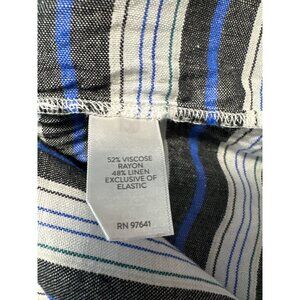 52% VISCOSE
RAYON
48% LINEN
EXCLUSIVE OF
ELASTIC
RN 97641